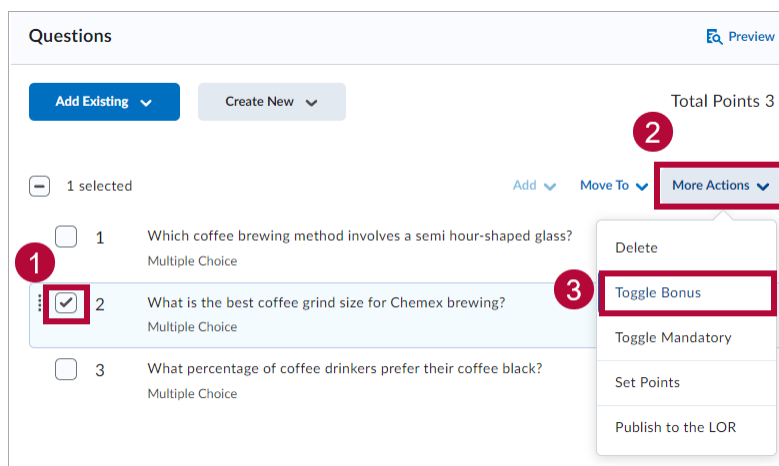 Questions
Preview
Add Existing
Create New
Total Points 3
2
1 selected
Add
Move To
More Actions
1 Which coffee brewing method involves a semi hour-shaped glass?
Multiple Choice
Delete
1
3
Toggle Bonus
2 What is the best coffee grind size for Chemex brewing?
Multiple Choice
Toggle Mandatory
3 What percentage of coffee drinkers prefer their coffee black?
Multiple Choice
Set Points
Publish to the LOR